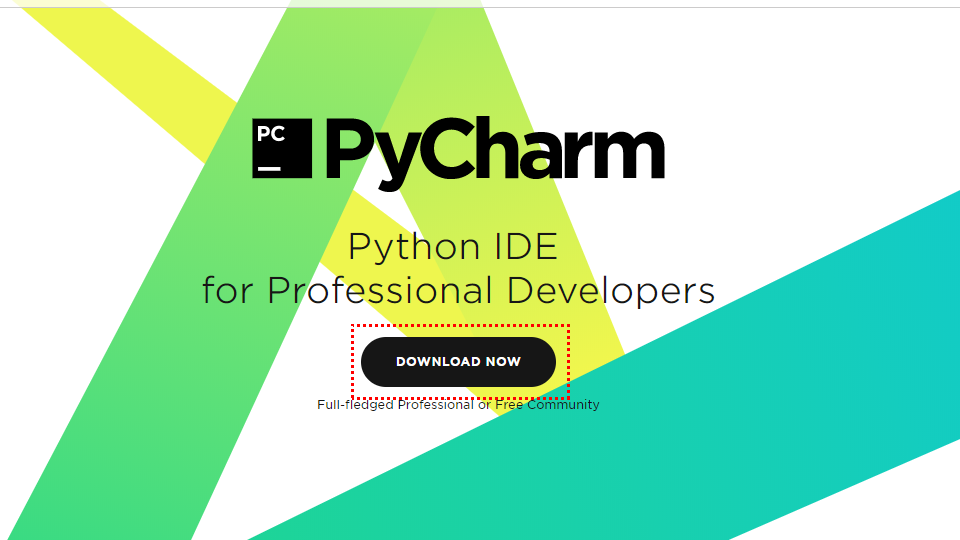 PC
PyCharm
Python IDE
for Professional Developers
DOWNLOAD NOW
Full-fledged Professional or Free Community